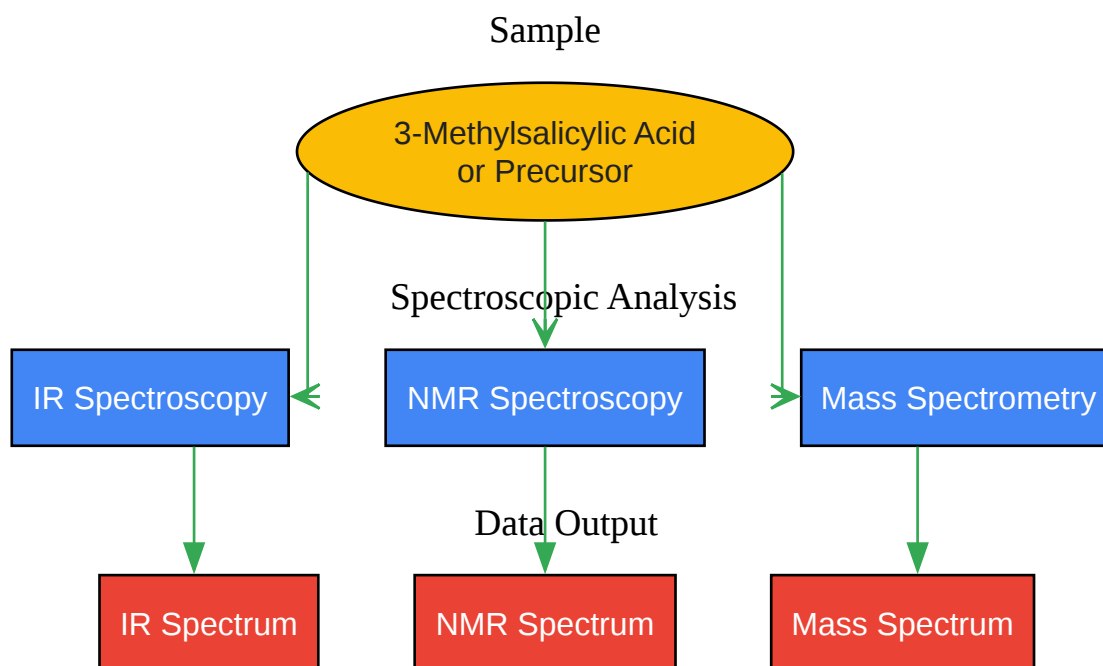 Sample
3-Methylsalicylic Acid
or Precursor
Spectroscopic Analysis
IR Spectroscopy
NMR Spectroscopy
Mass Spectrometry
Data Output
IR Spectrum
NMR Spectrum
Mass Spectrum